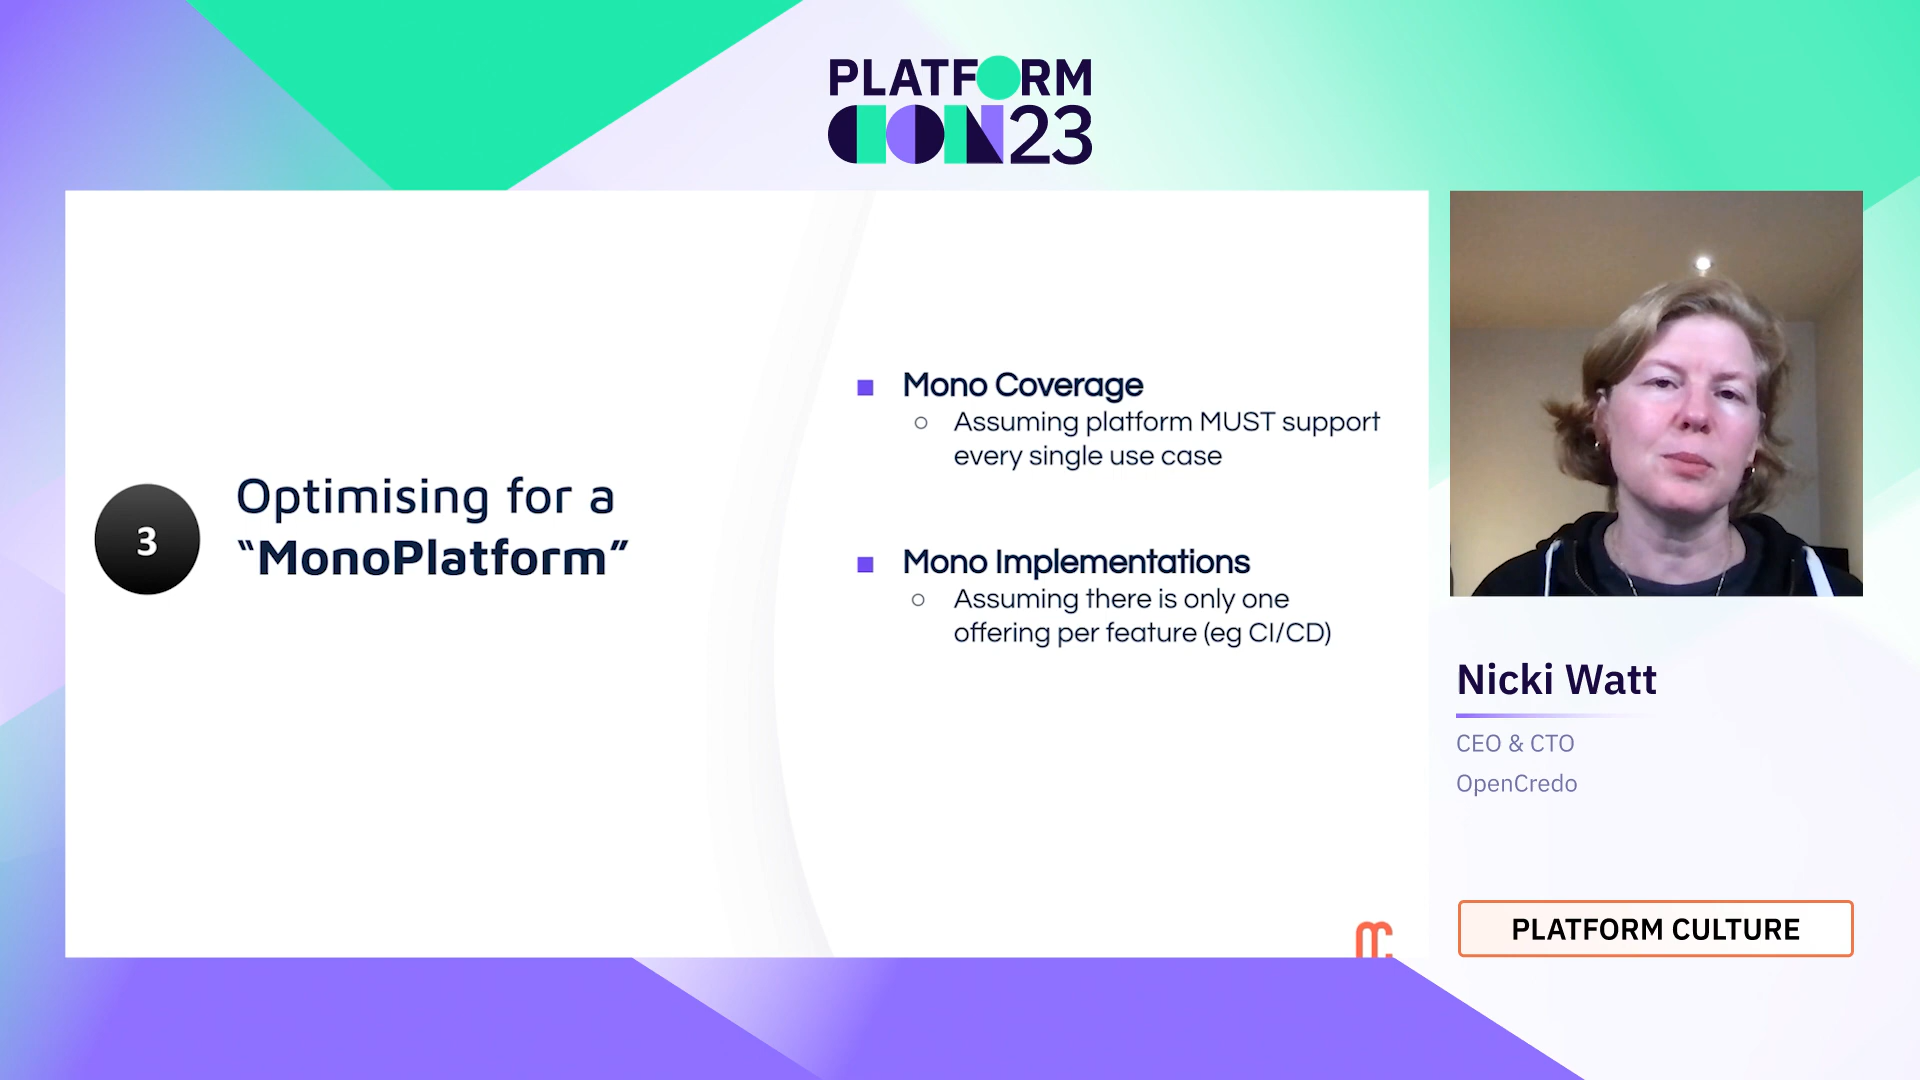 PLATFORM
CON23
3
Optimising for a
“MonoPlatform”
■ Mono Coverage
○ Assuming platform MUST support
every single use case
■ Mono Implementations
○ Assuming there is only one
offering per feature (eg CI/CD)
Nicki Watt
CEO & CTO
OpenCredo
PLATFORM CULTURE